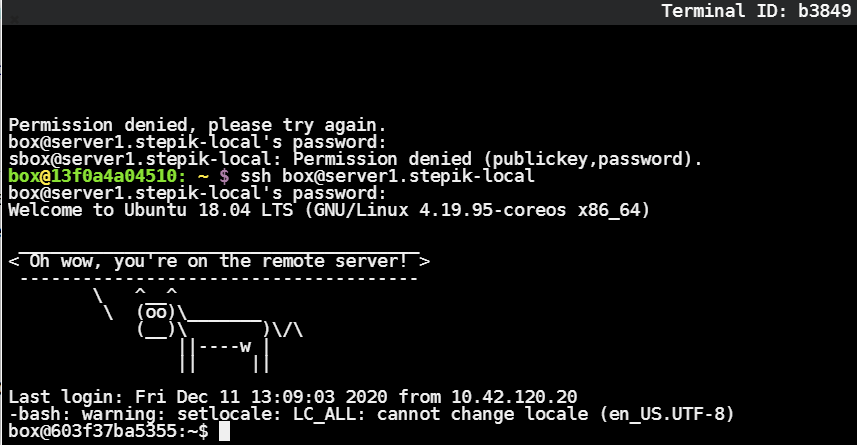 Terminal ID: b3849
Permission denied, please try again.
box@server1.stepik-local's password:
sbox@server1.stepik-local: Permission denied (publickey,password).
box@13f0a4a04510: ~ $ ssh box@server1.stepik-local
box@server1.stepik-local's password:
Welcome to Ubuntu 18.04 LTS (GNU/Linux 4.19.95-coreos x86_64)
 ______________________________________
< Oh wow, you're on the remote server! >
 --------------------------------------
        \   ^__^
         \  (oo)\_______
            (__)\       )\/\
                ||----w |
                ||     ||
Last login: Fri Dec 11 13:09:03 2020 from 10.42.120.20
-bash: warning: setlocale: LC_ALL: cannot change locale (en_US.UTF-8)
box@603f37ba5355:~$